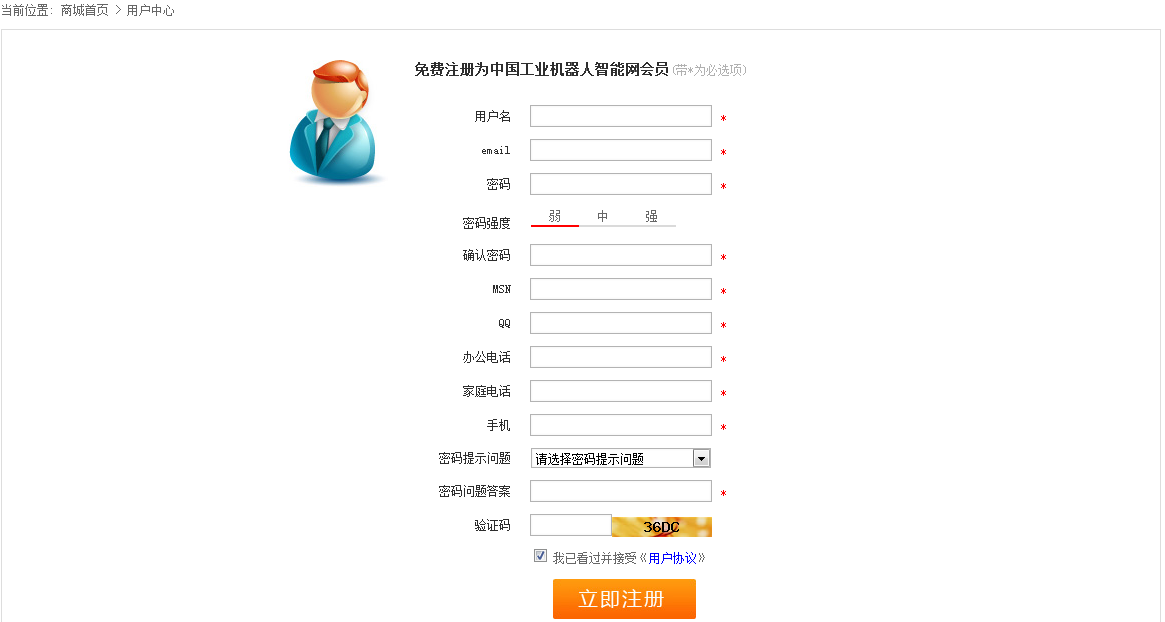 当前位置: 商城首页 > 用户中心
免费注册为中国工业机器人智能网会员 (带*为必选项)
用户名 *
email *
密码 *
密码强度 弱 中 强
确认密码 *
MSN *
QQ *
办公电话 *
家庭电话 *
手机 *
密码提示问题 请选择密码提示问题
密码问题答案 *
验证码 36DC
我已看过并接受《用户协议》
立即注册